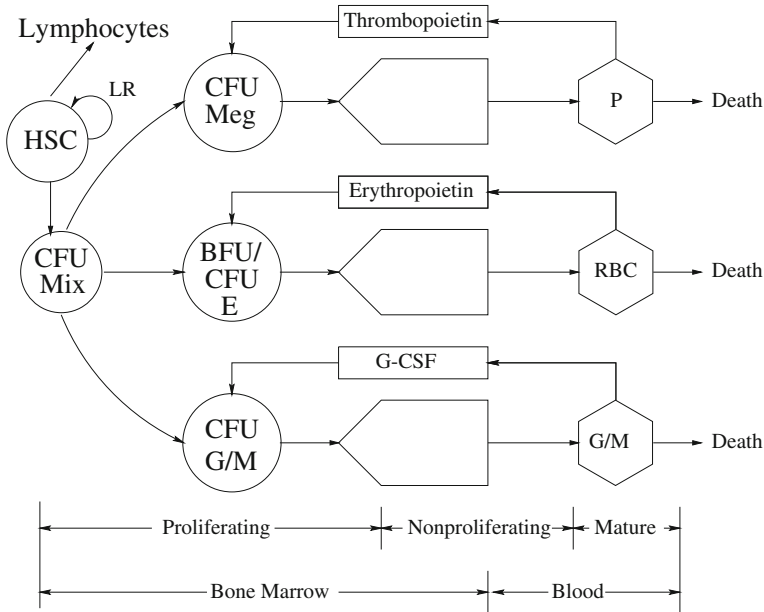 Lymphocytes
LR
HSC
CFU
Mix
Thrombopoietin
CFU
Meg
P
Death
Erythropoietin
BFU/
CFU
E
RBC
Death
G-CSF
CFU
G/M
G/M
Death
Proliferating
Nonproliferating
Mature
Bone Marrow
Blood